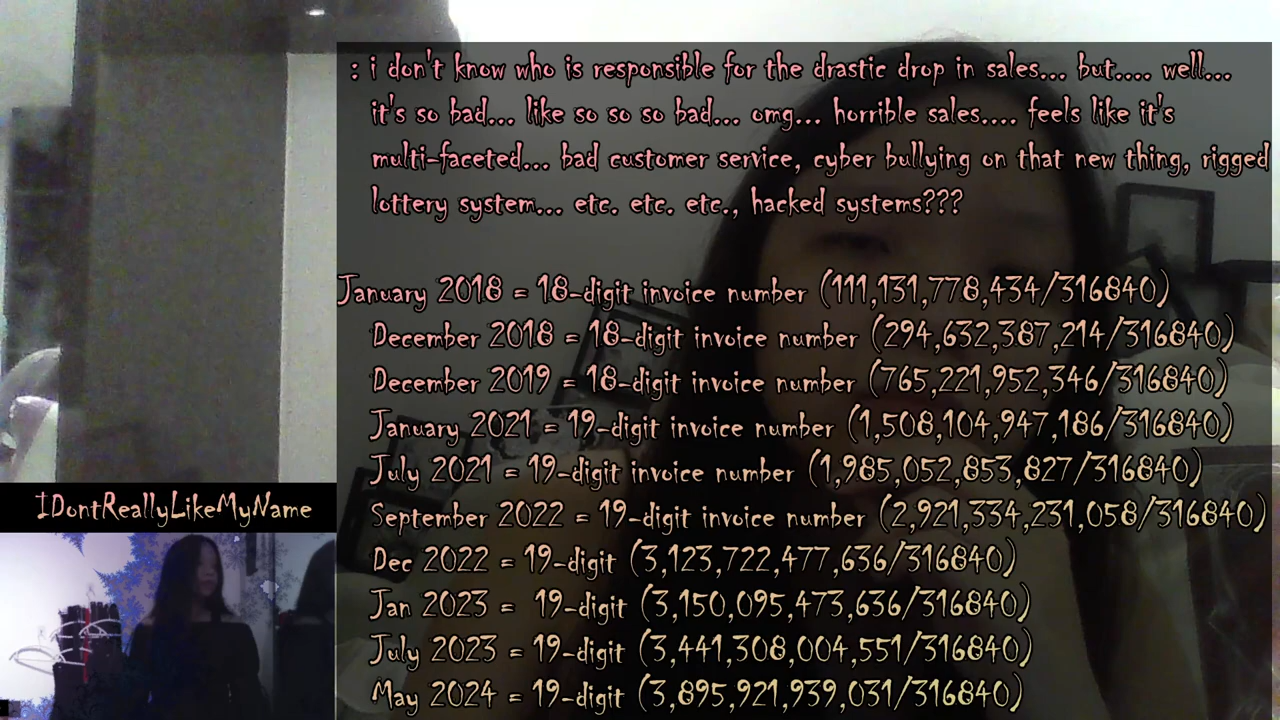 : i don't know who is responsible for the drastic drop in sales... but.... well...
it's so bad... like so so so bad... omg... horrible sales.... feels like it's
multi-faceted... bad customer service, cyber bullying on that new thing, rigged
lottery system... etc. etc. etc., hacked systems???
January 2018 = 18-digit invoice number (111,131,778,434/316840)
December 2018 = 18-digit invoice number (294,632,387,214/316840)
December 2019 = 18-digit invoice number (765,221,952,346/316840)
January 2021 = 19-digit invoice number (1,508,104,947,186/316840)
July 2021 = 19-digit invoice number (1,985,052,853,827/316840)
September 2022 = 19-digit invoice number (2,921,334,231,058/316840)
Dec 2022 = 19-digit (3,123,722,477,636/316840)
Jan 2023 = 19-digit (3,150,095,473,636/316840)
July 2023 = 19-digit (3,441,308,004,551/316840)
May 2024 = 19-digit (3,895,921,939,031/316840)
IDontReallyLikeMyName